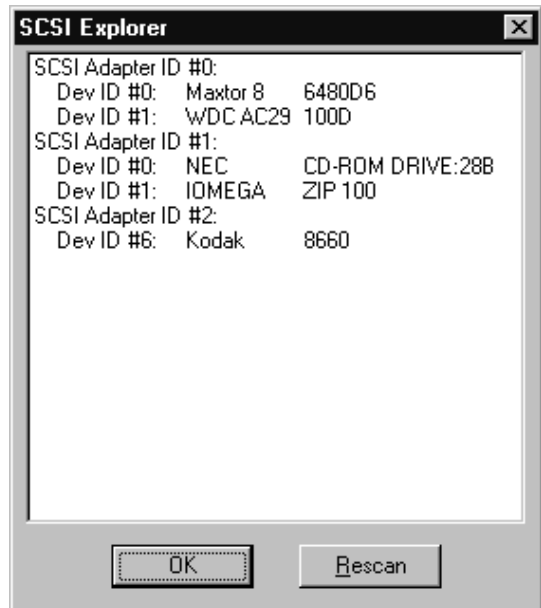 SCSI Explorer
SCSI Adapter ID #0:
Dev ID #0: Maxtor 8 6480D6
Dev ID #1: WDC AC29 100D
SCSI Adapter ID #1:
Dev ID #0: NEC CD-ROM DRIVE:28B
Dev ID #1: IOMEGA ZIP 100
SCSI Adapter ID #2:
Dev ID #6: Kodak 8660
OK Rescan